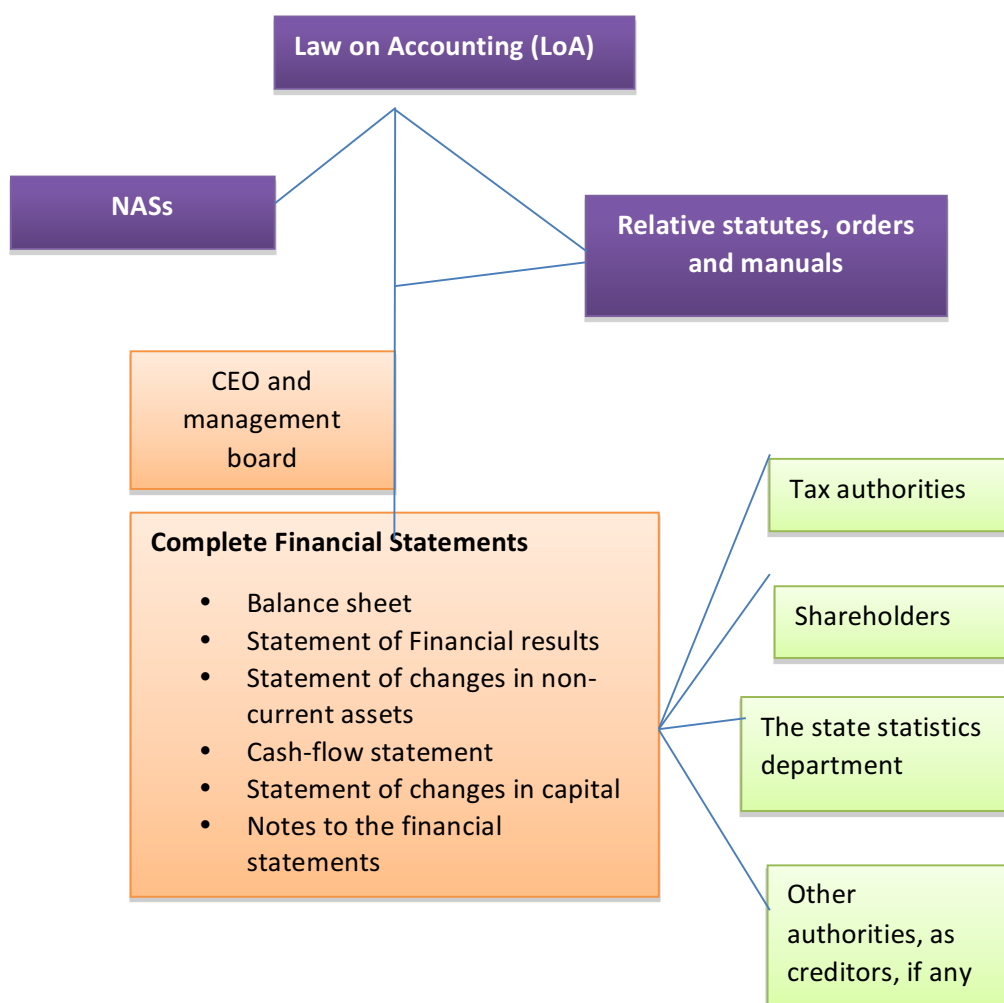 Law on Accounting (LoA)
NASs
Relative statutes, orders
and manuals
CEO and
management
board
Complete Financial Statements
• Balance sheet
• Statement of Financial results
• Statement of changes in non-
current assets
• Cash-flow statement
• Statement of changes in capital
• Notes to the financial
statements
Tax authorities
Shareholders
The state statistics
department
Other
authorities, as
creditors, if any